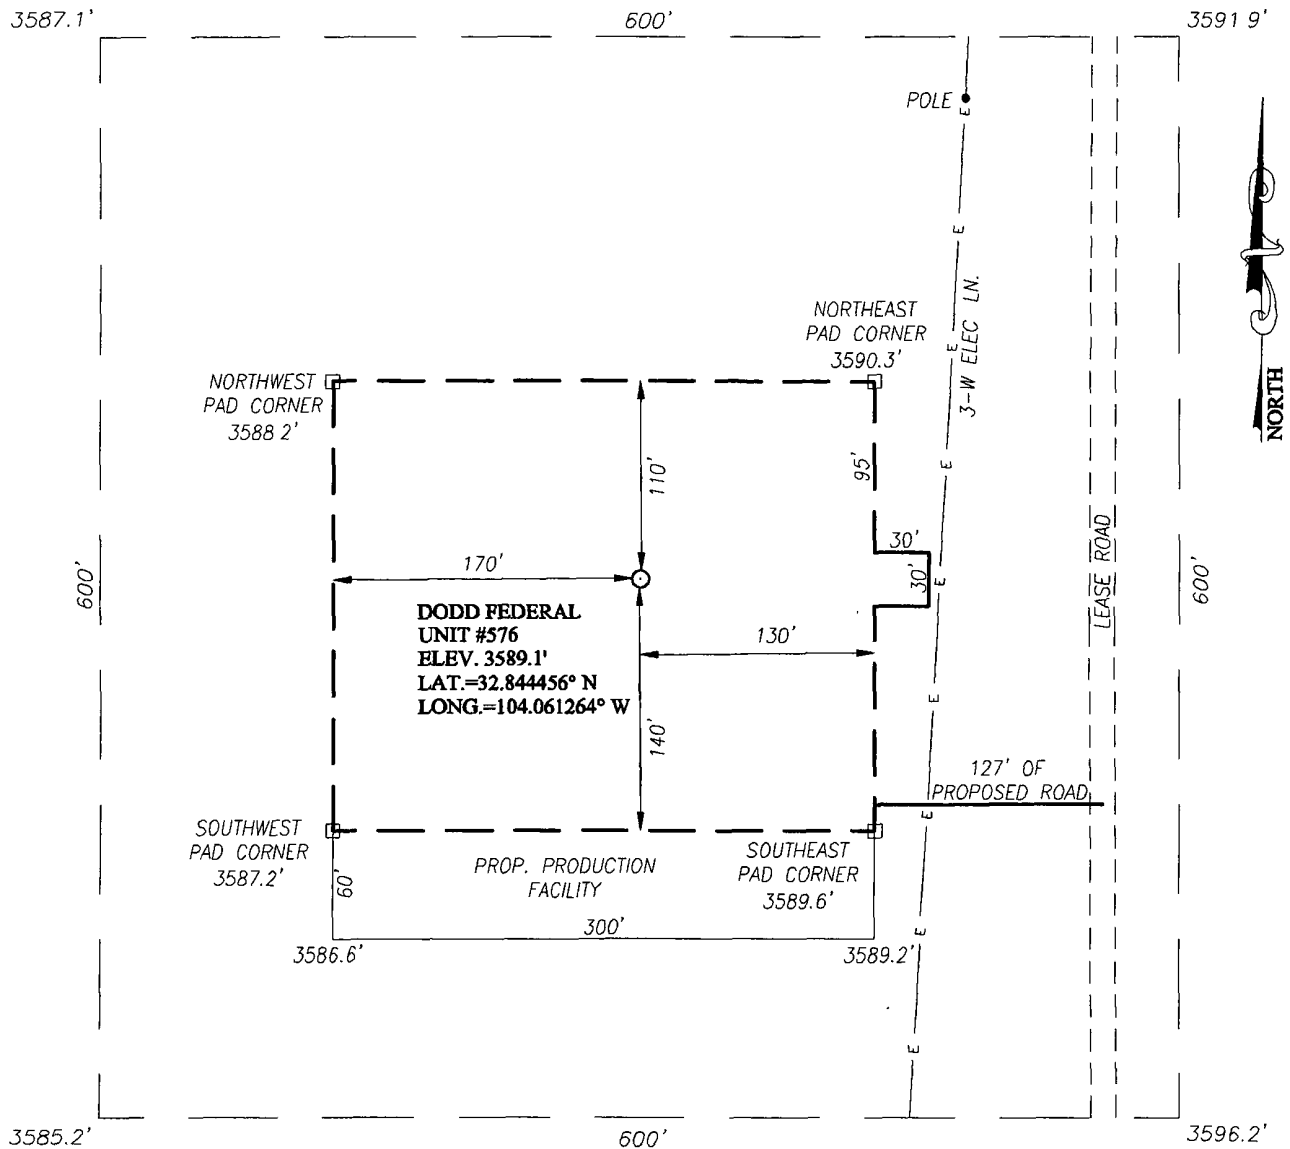 3587.1'
600'
3591 9'
POLE
E
E
3-W ELEC LN.
E
E
E
E
E
E
E
NORTH
NORTHEAST
PAD CORNER
3590.3'
NORTHWEST
PAD CORNER
3588 2'
110'
95'
30'
30'
170'
600'
DODD FEDERAL
UNIT #576
ELEV. 3589.1'
LAT.=32.844456° N
LONG.=104.061264° W
130'
140'
LEASE ROAD
600'
127' OF
PROPOSED ROAD
SOUTHWEST
PAD CORNER
3587.2'
60'
PROP. PRODUCTION
FACILITY
SOUTHEAST
PAD CORNER
3589.6'
300'
3586.6'
3589.2'
3585.2'
600'
3596.2'